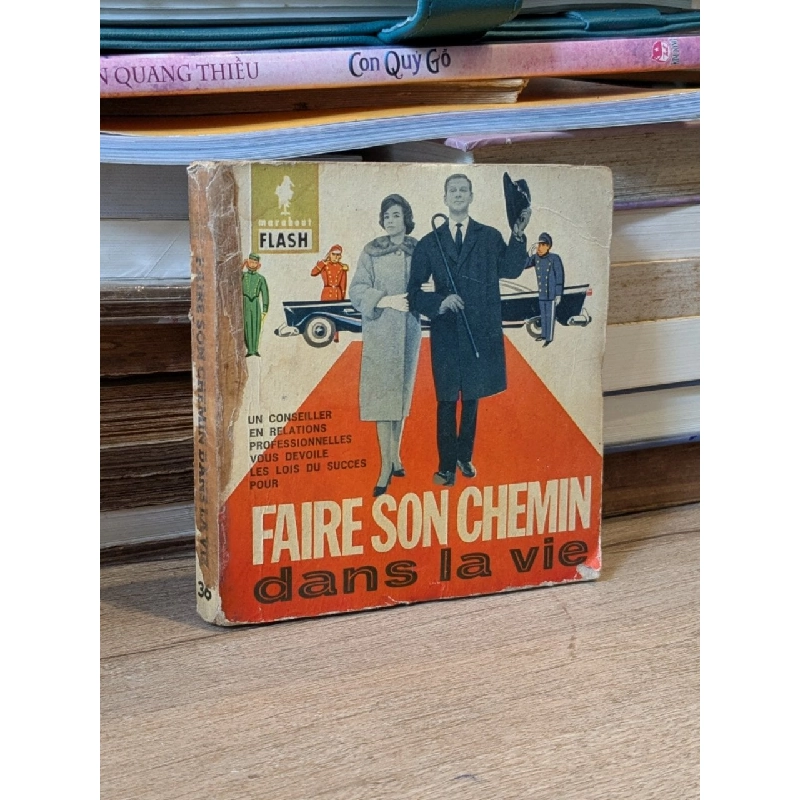 N QUANG THIỀU
Con Quỷ Gỗ
marabout
FLASH
UN CONSEILLER
EN RELATIONS
PROFESSIONNELLES
VOUS DEVOILE
LES LOIS DU SUCCES
POUR
FAIRE SON CHEMIN
dans la vie
FAIRE SON CHEMIN DANS LA VIE
36